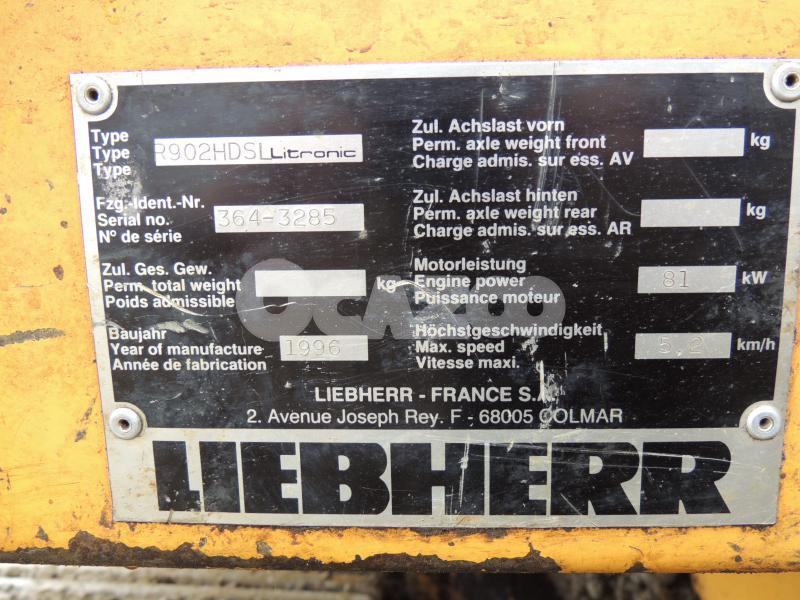 Type
Type R902HDSL Litronic
Type
Fzg.-Ident.-Nr.
Serial no. 364-3285
N° de série
Zul. Ges. Gew.
Perm. total weight kg
Poids admissible
Baujahr
Year of manufacture 1996
Année de fabrication
Zul. Achslast vorn
Perm. axle weight front kg
Charge admis. sur ess. AV
Zul. Achslast hinten
Perm. axle weight rear kg
Charge admis. sur ess. AR
Motorleistung
Engine power 81 kW
Puissance moteur
Höchstgeschwindigkeit
Max. speed 5,2 km/h
Vitesse maxi.
LIEBHERR - FRANCE S.A.
2. Avenue Joseph Rey. F - 68005 COLMAR
LIEBHERR
OCAZOO